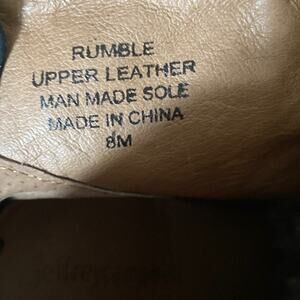 RUMBLE
UPPER LEATHER
MAN MADE SOLE
MADE IN CHINA
8M